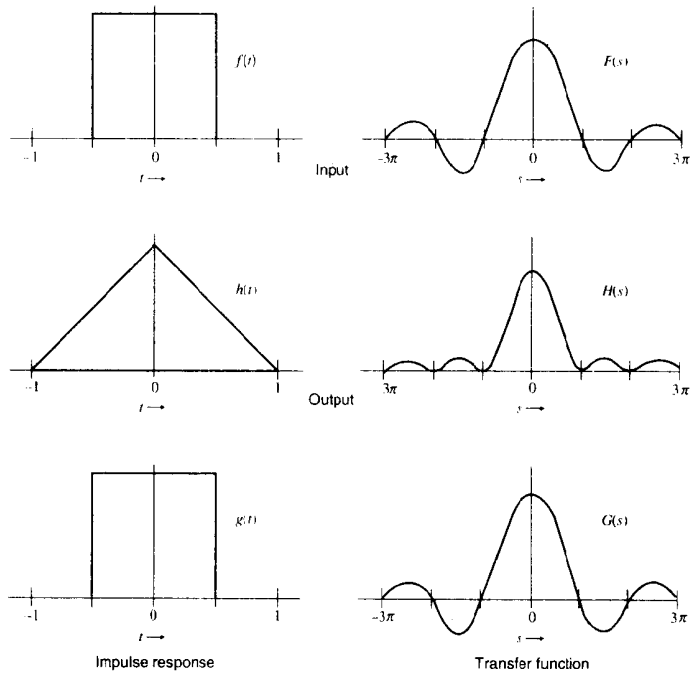 f(t)
F(s)
-1 0 1
-3π 0 3π
t →
Input
s →
h(t)
H(s)
-1 0 1
3π 0 3π
t →
Output
s →
g(t)
G(s)
-1 0 1
-3π 0 3π
t →
s →
Impulse response
Transfer function